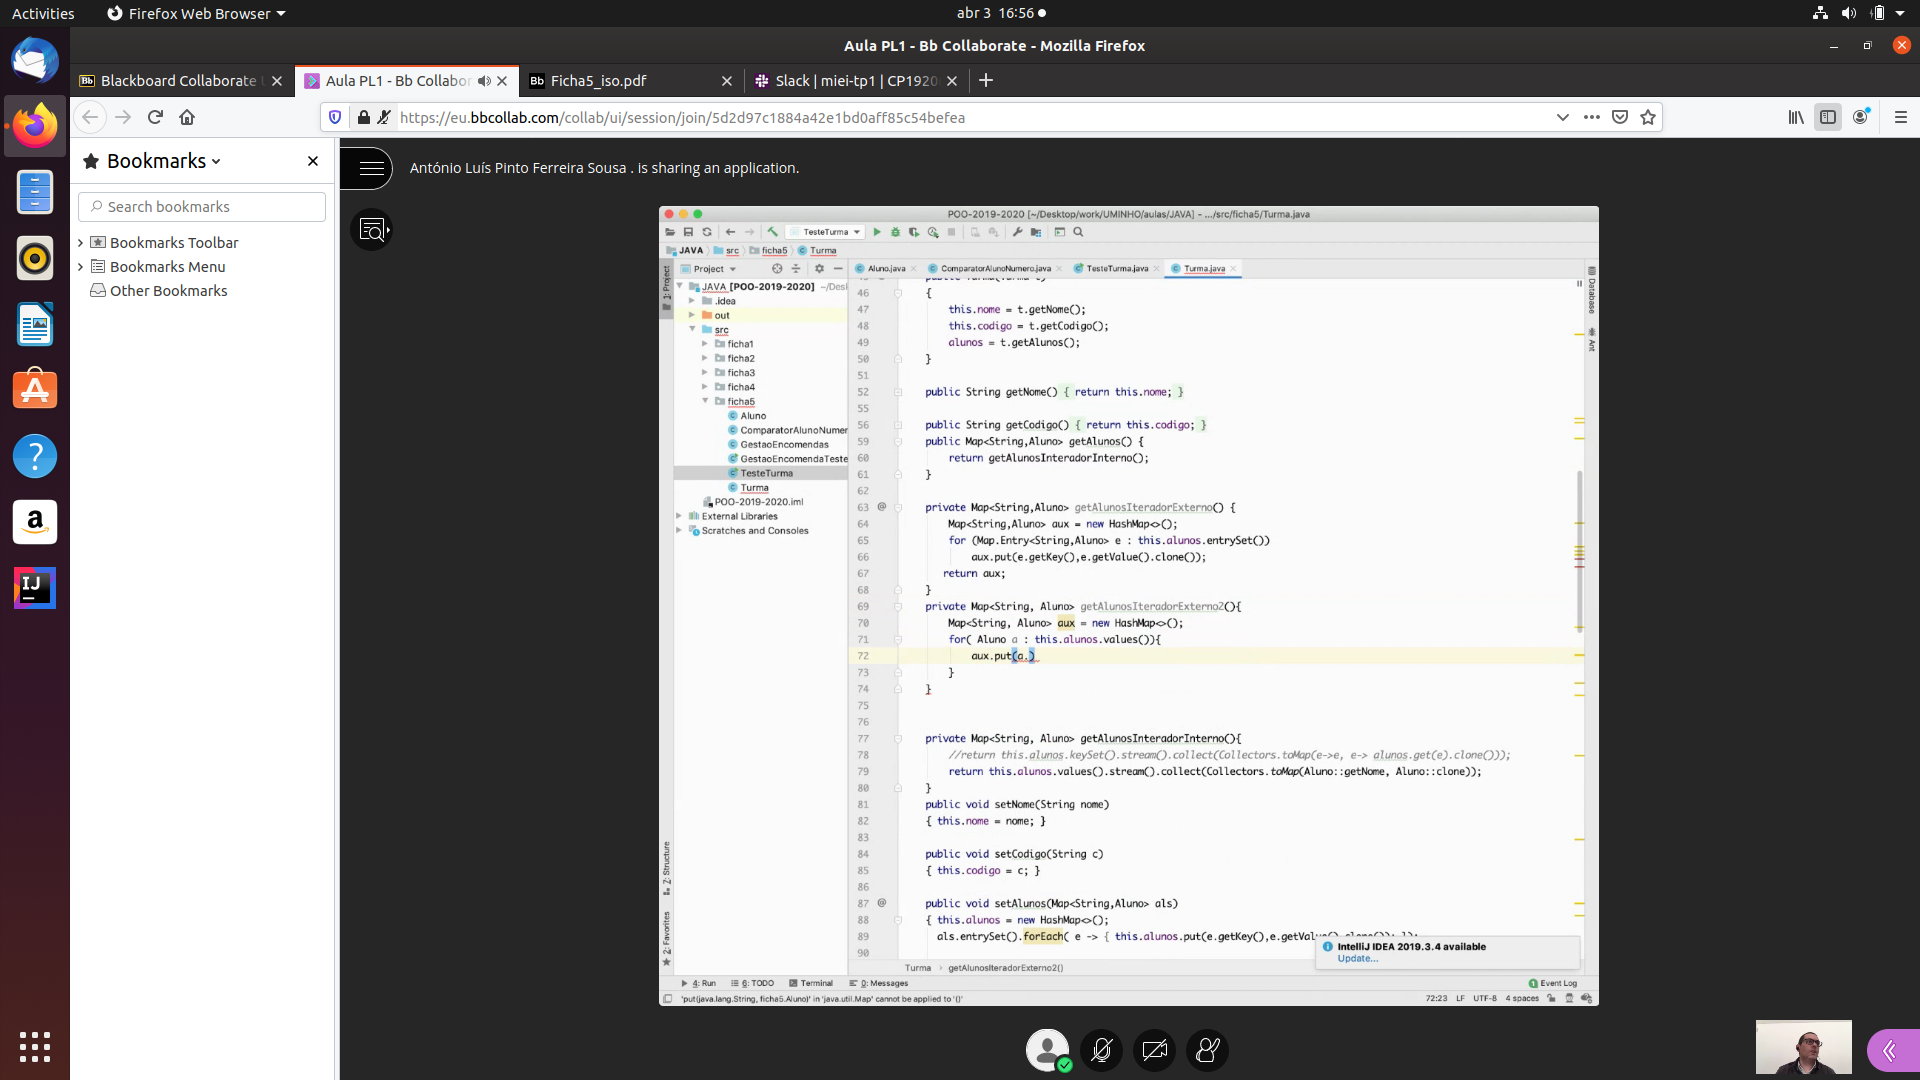 Activities
Firefox Web Browser
abr 3 16:56
Aula PL1 - Bb Collaborate - Mozilla Firefox
Bb Blackboard Collaborate U
Aula PL1 - Bb Collabor
Bb Ficha5_iso.pdf
Slack | miei-tp1 | CP1920
https://eu.bbcollab.com/collab/ui/session/join/5d2d97c1884a42e1bd0aff85c54befea
Bookmarks
Search bookmarks
Bookmarks Toolbar
Bookmarks Menu
Other Bookmarks
António Luís Pinto Ferreira Sousa . is sharing an application.
POO-2019-2020 [~/Desktop/work/UMINHO/aulas/JAVA] - .../src/ficha5/Turma.java
TesteTurma
JAVA src ficha5 Turma
Project
Aluno.java ComparatorAlunoNumero.java TesteTurma.java Turma.java
JAVA [POO-2019-2020] ~/Desl
.idea
out
src
ficha1
ficha2
ficha3
ficha4
ficha5
Aluno
ComparatorAlunoNumer
GestaoEncomendas
GestaoEncomendaTeste
TesteTurma
Turma
POO-2019-2020.iml
External Libraries
Scratches and Consoles
1: Project
Z: Structure
2: Favorites
Database
Ant
46 {
47 this.nome = t.getNome();
48 this.codigo = t.getCodigo();
49 alunos = t.getAlunos();
50 }
51
52 public String getNome() { return this.nome; }
55
56 public String getCodigo() { return this.codigo; }
59 public Map<String,Aluno> getAlunos() {
60 return getAlunosInteradorInterno();
61 }
62
63 @ private Map<String,Aluno> getAlunosIteradorExterno() {
64 Map<String,Aluno> aux = new HashMap<>();
65 for (Map.Entry<String,Aluno> e : this.alunos.entrySet())
66 aux.put(e.getKey(),e.getValue().clone());
67 return aux;
68 }
69 private Map<String, Aluno> getAlunosIteradorExterno2(){
70 Map<String, Aluno> aux = new HashMap<>();
71 for( Aluno a : this.alunos.values()){
72 aux.put(a.)
73 }
74 }
75
76
77 private Map<String, Aluno> getAlunosInteradorInterno(){
78 //return this.alunos.keySet().stream().collect(Collectors.toMap(e->e, e-> alunos.get(e).clone()));
79 return this.alunos.values().stream().collect(Collectors.toMap(Aluno::getNome, Aluno::clone));
80 }
81 public void setNome(String nome)
82 { this.nome = nome; }
83
84 public void setCodigo(String c)
85 { this.codigo = c; }
86
87 @ public void setAlunos(Map<String,Aluno> als)
88 { this.alunos = new HashMap<>();
89 als.entrySet().forEach( e -> { this.alunos.put(e.getKey(),e.getValue().clone()); });
90
IntelliJ IDEA 2019.3.4 available
Update...
Turma › getAlunosIteradorExterno2()
4: Run 6: TODO Terminal 0: Messages
1 Event Log
'put(java.lang.String, ficha5.Aluno)' in 'java.util.Map' cannot be applied to '()'
72:23 LF UTF-8 4 spaces